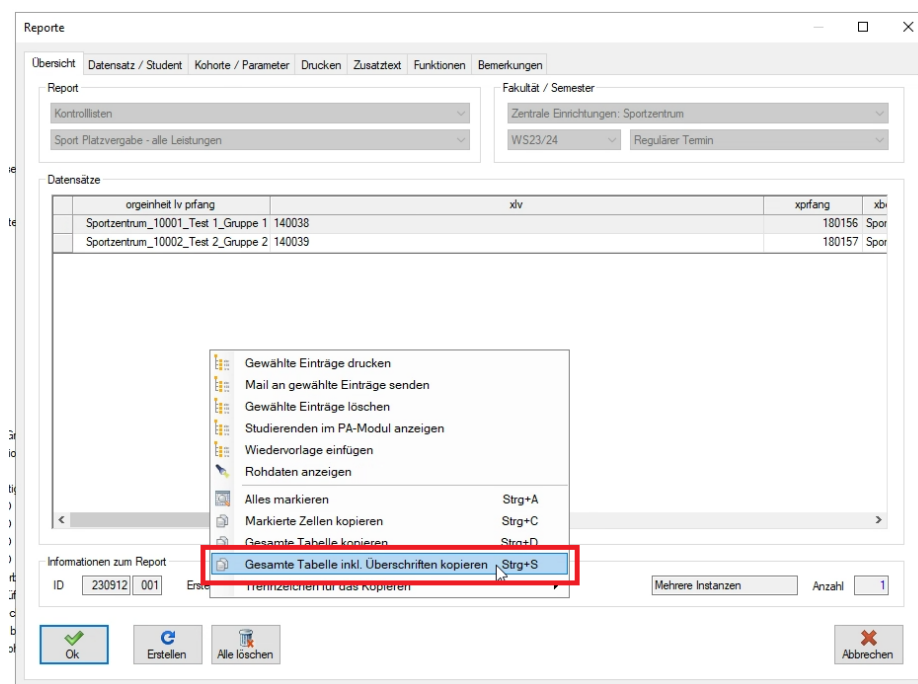 Reporte
Übersicht Datensatz / Student Kohorte / Parameter Drucken Zusatztext Funktionen Bemerkungen
Report
Kontrolllisten
Sport Platzvergabe - alle Leistungen
Fakultät / Semester
Zentrale Einrichtungen: Sportzentrum
WS23/24 Regulärer Termin
Datensätze
orgeinheit lv prfang xlv xprfang
Sportzentrum_10001_Test 1_Gruppe 1 140038 180156 Spor
Sportzentrum_10002_Test 2_Gruppe 2 140039 180157 Spor
Gewählte Einträge drucken
Mail an gewählte Einträge senden
Gewählte Einträge löschen
Studierenden im PA-Modul anzeigen
Wiedervorlage einfügen
Rohdaten anzeigen
Alles markieren Strg+A
Markierte Zellen kopieren Strg+C
Gesamte Tabelle kopieren Strg+D
Gesamte Tabelle inkl. Überschriften kopieren Strg+S
Trennzeichen für das Kopieren
Informationen zum Report
ID 230912 001 Erste Mehrere Instanzen Anzahl 1
Ok Erstellen Alle löschen Abbrechen